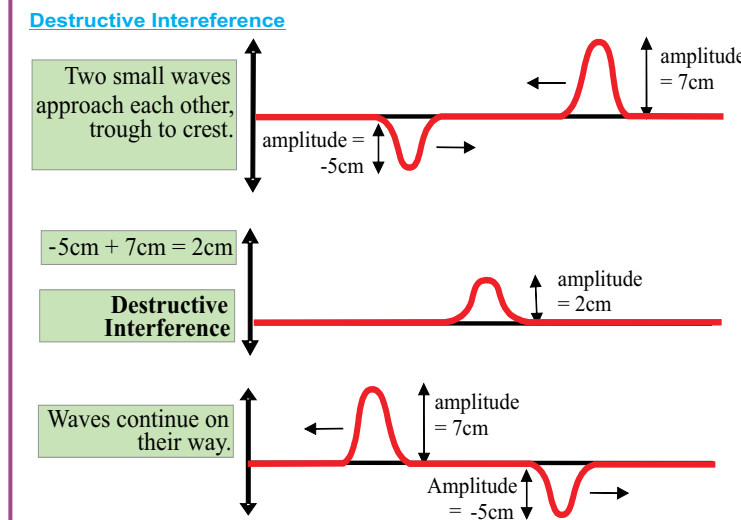 Destructive Intereference
Two small waves
approach each other,
trough to crest.
amplitude
= 7cm
amplitude =
-5cm
-5cm + 7cm = 2cm
Destructive
Interference
amplitude
= 2cm
Waves continue on
their way.
amplitude
= 7cm
Amplitude
= -5cm